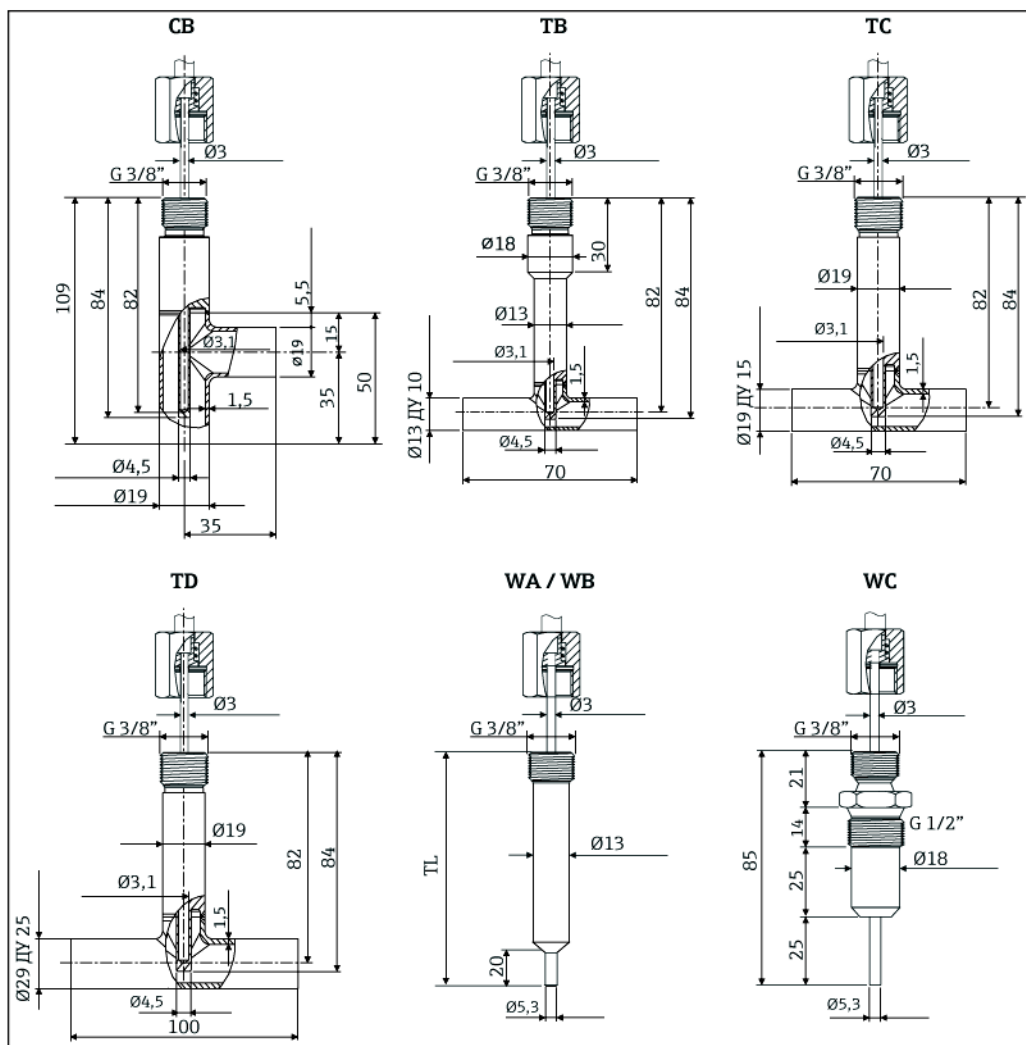 CB
TB
TC
Ø3
G 3/8”
109
84
82
5,5
15
Ø3,1
Ø19
35
50
1,5
Ø4,5
Ø19
35
Ø3
G 3/8”
Ø18
30
82
84
Ø13
Ø3,1
1,5
Ø13 ДУ 10
Ø4,5
70
Ø3
G 3/8”
Ø19
82
84
Ø3,1
1,5
Ø19 ДУ 15
Ø4,5
70
TD
WA / WB
WC
Ø3
G 3/8”
Ø19
82
84
Ø3,1
1,5
Ø29 ДУ 25
Ø4,5
100
Ø3
G 3/8”
TL
Ø13
20
Ø5,3
Ø3
G 3/8”
21
14
G 1/2”
85
Ø18
25
25
Ø5,3